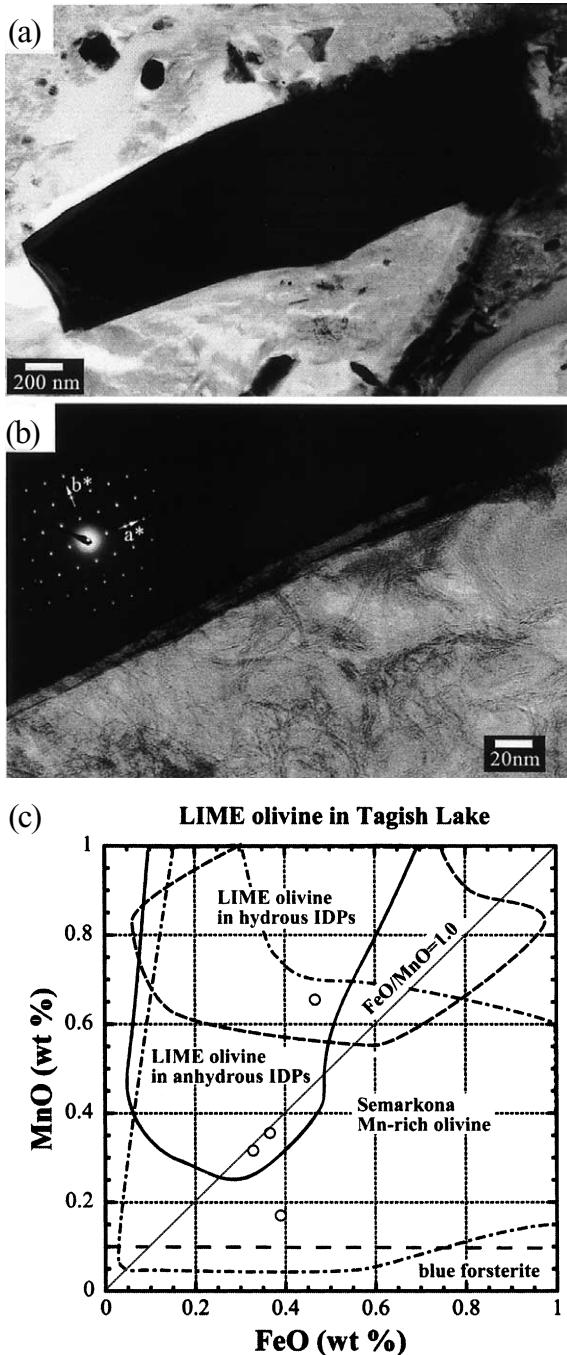 (a)
200 nm
(b)
b*
a*
20nm
(c)
LIME olivine in Tagish Lake
1
0.8
0.6
0.4
0.2
0
MnO (wt %)
LIME olivine
in hydrous IDPs
FeO/MnO=1.0
LIME olivine
in anhydrous IDPs
Semarkona
Mn-rich olivine
blue forsterite
0
0.2
0.4
0.6
0.8
1
FeO (wt %)